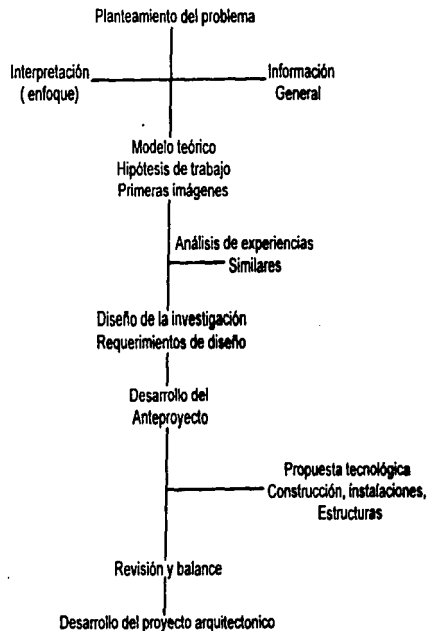 Planteamiento del problema
Interpretación
( enfoque)
Información
General
Modelo teórico
Hipótesis de trabajo
Primeras imágenes
Análisis de experiencias
Similares
Diseño de la investigación
Requerimientos de diseño
Desarrollo del
Anteproyecto
Propuesta tecnológica
Construcción, instalaciones,
Estructuras
Revisión y balance
Desarrollo del proyecto arquitectonico